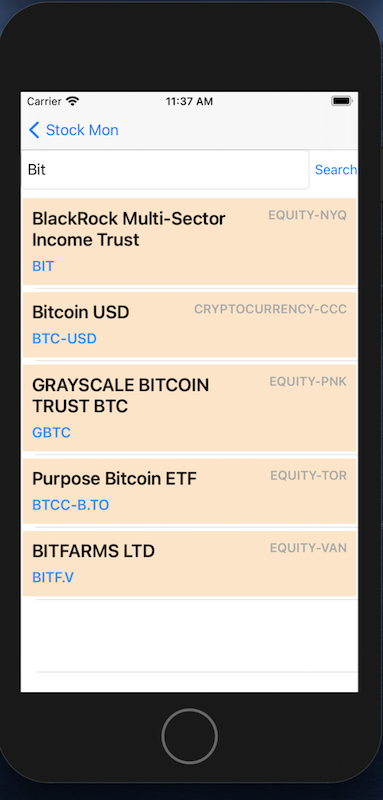 Carrier 11:37 AM
Stock Mon
Bit Search
BlackRock Multi-Sector EQUITY-NYQ
Income Trust
BIT
Bitcoin USD CRYPTOCURRENCY-CCC
BTC-USD
GRAYSCALE BITCOIN EQUITY-PNK
TRUST BTC
GBTC
Purpose Bitcoin ETF EQUITY-TOR
BTCC-B.TO
BITFARMS LTD EQUITY-VAN
BITF.V